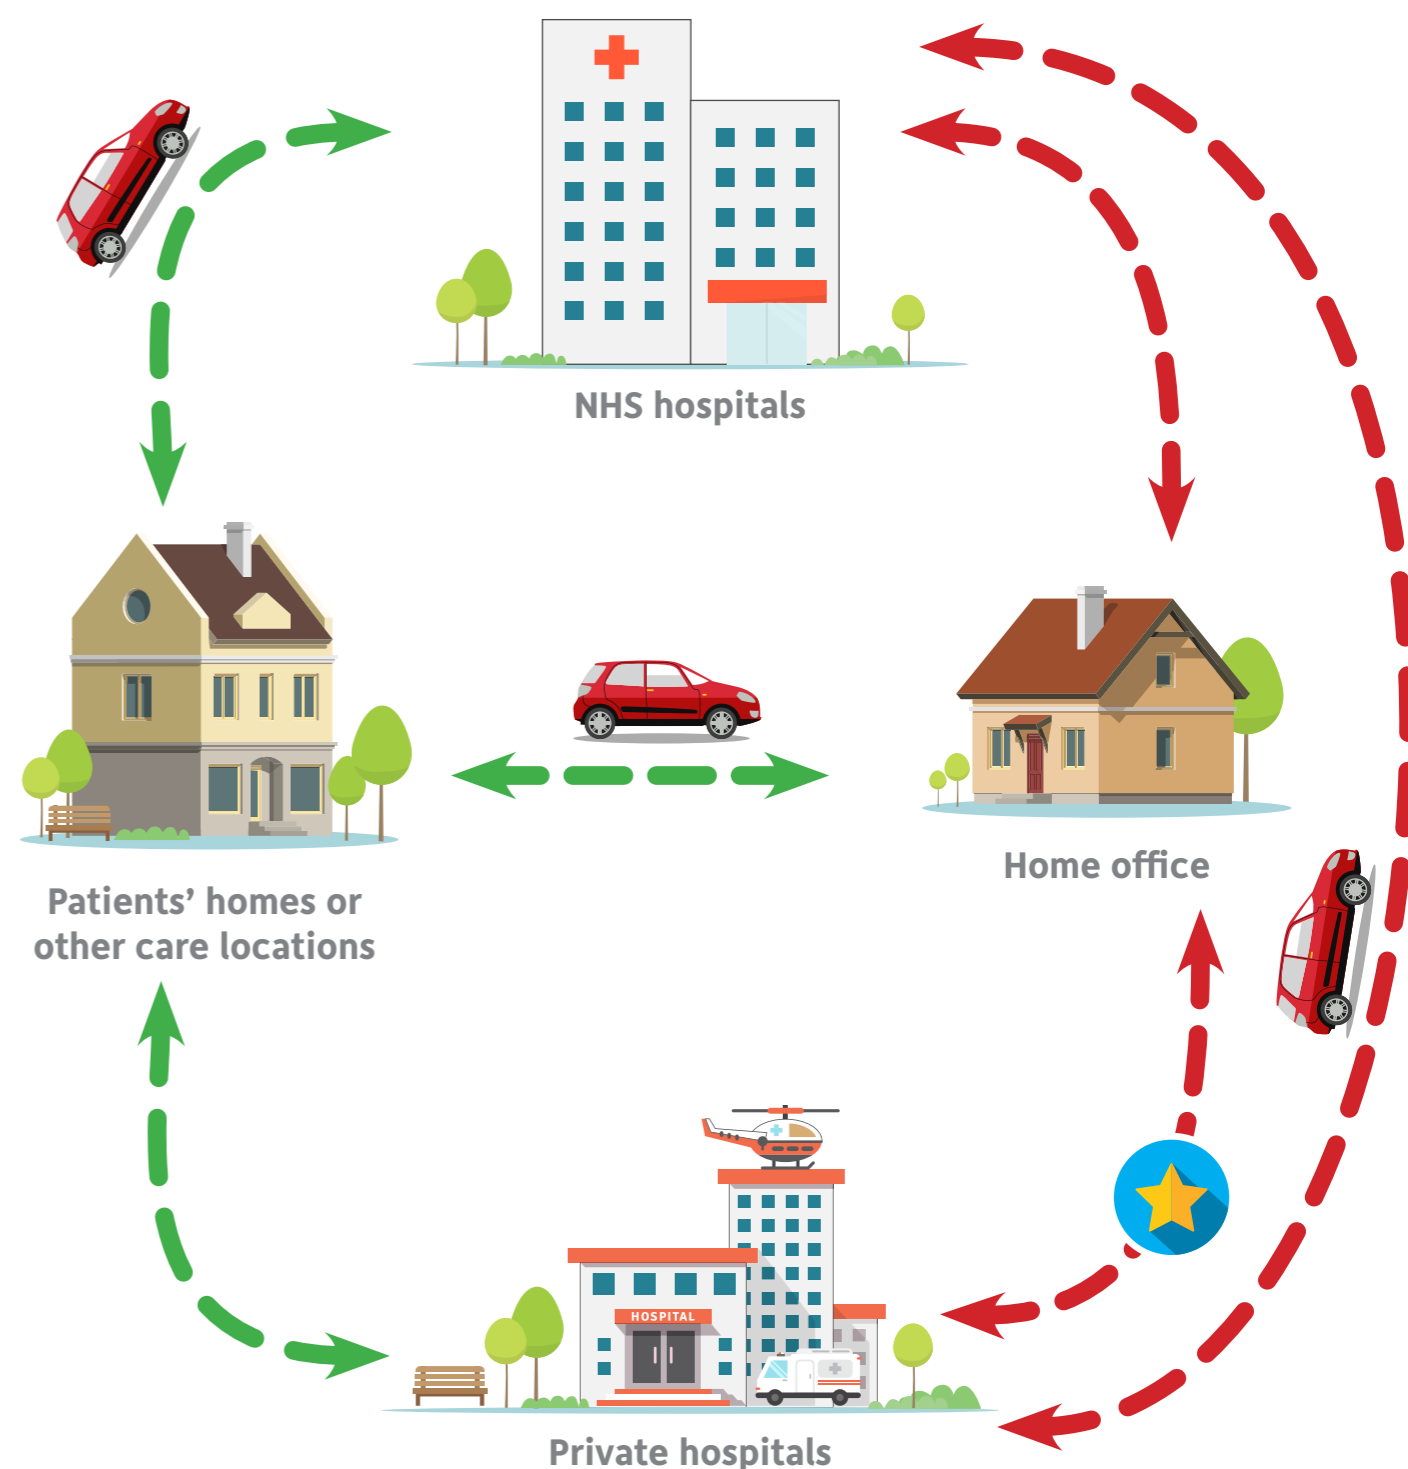 NHS hospitals
Home office
Patients’ homes or
other care locations
HOSPITAL
Private hospitals